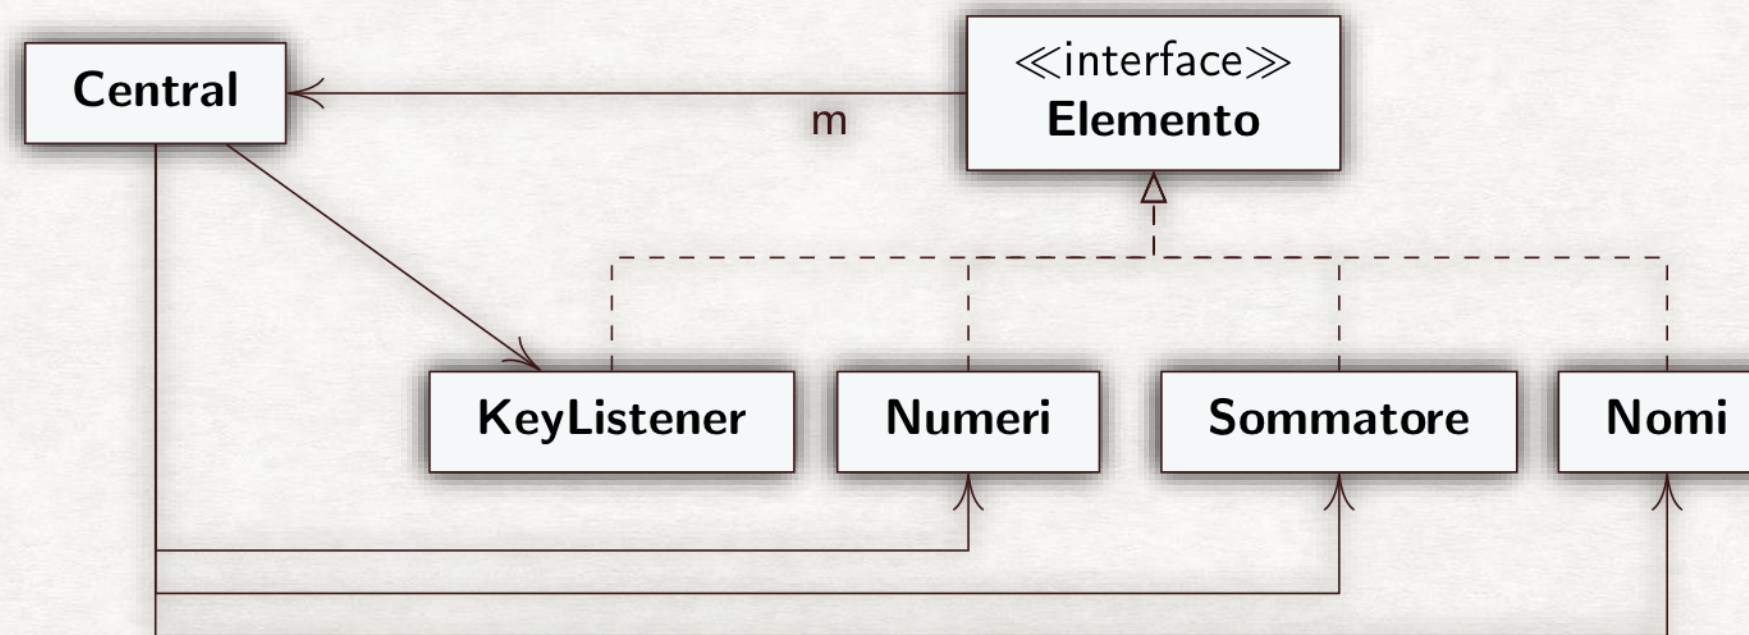 Central
≪interface≫
Elemento
m
KeyListener
Numeri
Sommatore
Nomi